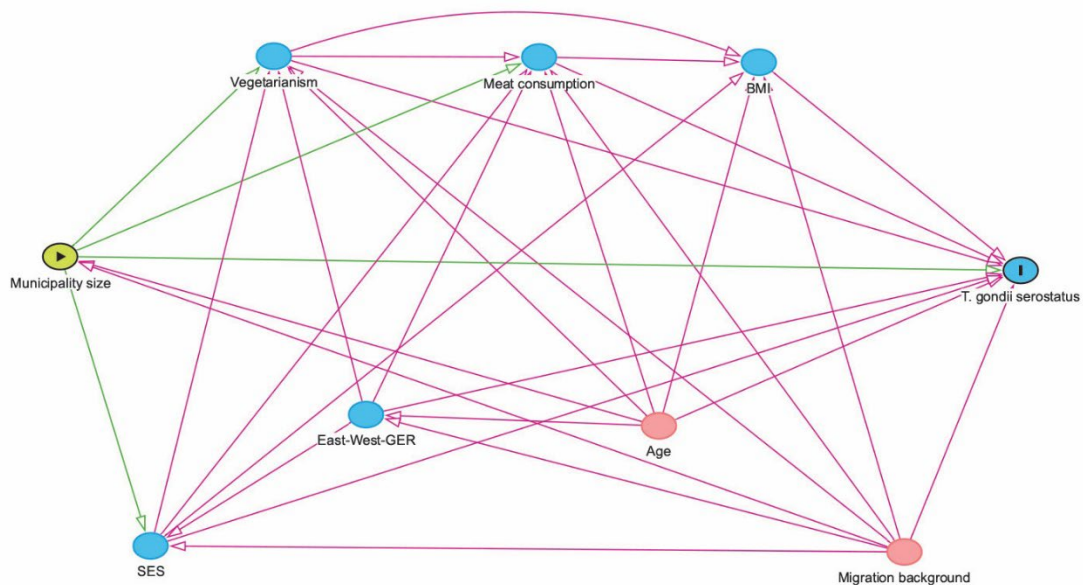 Vegetarianism
Meat consumption
BMI
Municipality size
T. gondii serostatus
East-West-GER
Age
SES
Migration background